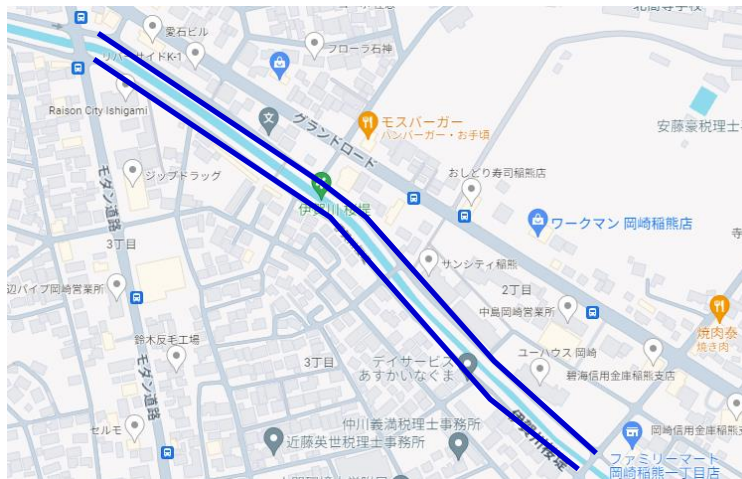 愛石ビル
リバーサイドK-1
フローラ石神
Raison City Ishigami
グランドロード
モスバーガー
ハンバーガー・お手頃
安藤豪税理士
ジップドラッグ
おしどり寿司稲熊店
伊賀川 桜堤
モダン道路
3丁目
ワークマン 岡崎稲熊店
サンシティ稲熊
辺パイプ岡崎営業所
2丁目
中島岡崎営業所
焼肉泰
焼き肉
鈴木反毛工場
3丁目
デイサービス
あすかいなぐま
ユーハウス 岡崎
碧海信用金庫稲熊支店
モダン道路
セルモ
仲川義満税理士事務所
近藤英世税理士事務所
伊賀川桜堤
岡崎信用金庫稲熊支
ファミリーマート
岡崎稲熊一丁目店